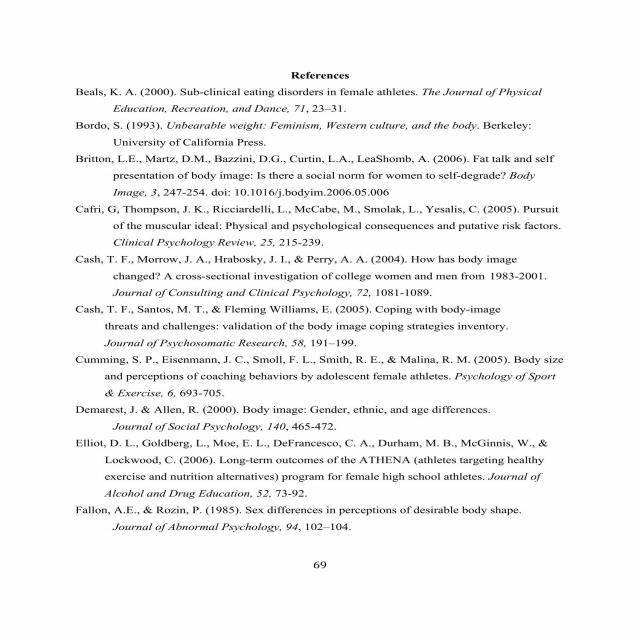 References
Beals, K. A. (2000). Sub-clinical eating disorders in female athletes. The Journal of Physical
Education, Recreation, and Dance, 71, 23–31.
Bordo, S. (1993). Unbearable weight: Feminism, Western culture, and the body. Berkeley:
University of California Press.
Britton, L.E., Martz, D.M., Bazzini, D.G., Curtin, L.A., LeaShomb, A. (2006). Fat talk and self
presentation of body image: Is there a social norm for women to self-degrade? Body
Image, 3, 247-254. doi: 10.1016/j.bodyim.2006.05.006
Cafri, G, Thompson, J. K., Ricciardelli, L., McCabe, M., Smolak, L., Yesalis, C. (2005). Pursuit
of the muscular ideal: Physical and psychological consequences and putative risk factors.
Clinical Psychology Review, 25, 215-239.
Cash, T. F., Morrow, J. A., Hrabosky, J. I., & Perry, A. A. (2004). How has body image
changed? A cross-sectional investigation of college women and men from 1983-2001.
Journal of Consulting and Clinical Psychology, 72, 1081-1089.
Cash, T. F., Santos, M. T., & Fleming Williams, E. (2005). Coping with body-image
threats and challenges: validation of the body image coping strategies inventory.
Journal of Psychosomatic Research, 58, 191–199.
Cumming, S. P., Eisenmann, J. C., Smoll, F. L., Smith, R. E., & Malina, R. M. (2005). Body size
and perceptions of coaching behaviors by adolescent female athletes. Psychology of Sport
& Exercise, 6, 693-705.
Demarest, J. & Allen, R. (2000). Body image: Gender, ethnic, and age differences.
Journal of Social Psychology, 140, 465-472.
Elliot, D. L., Goldberg, L., Moe, E. L., DeFrancesco, C. A., Durham, M. B., McGinnis, W., &
Lockwood, C. (2006). Long-term outcomes of the ATHENA (athletes targeting healthy
exercise and nutrition alternatives) program for female high school athletes. Journal of
Alcohol and Drug Education, 52, 73-92.
Fallon, A.E., & Rozin, P. (1985). Sex differences in perceptions of desirable body shape.
Journal of Abnormal Psychology, 94, 102–104.
69